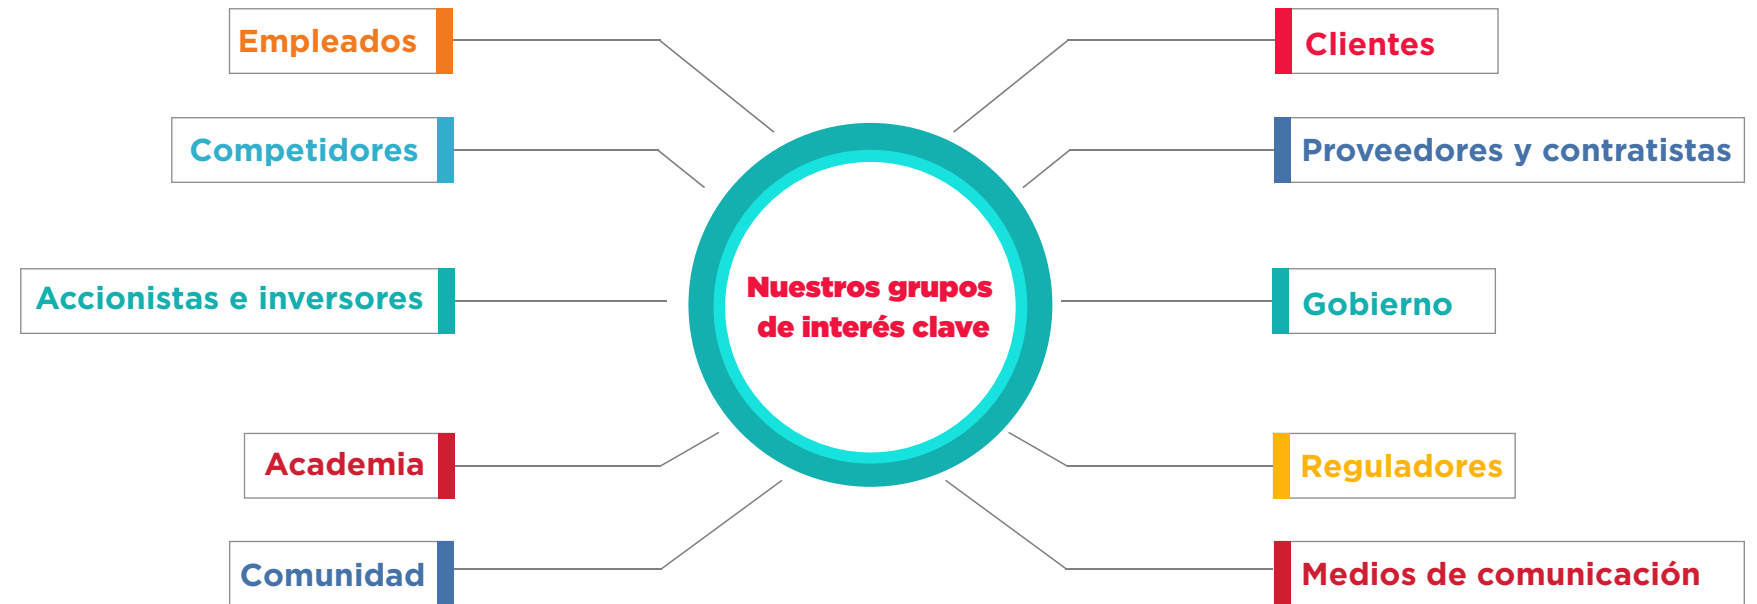 Empleados
Clientes
Competidores
Proveedores y contratistas
Accionistas e inversores
Nuestros grupos
de interés clave
Gobierno
Academia
Reguladores
Comunidad
Medios de comunicación